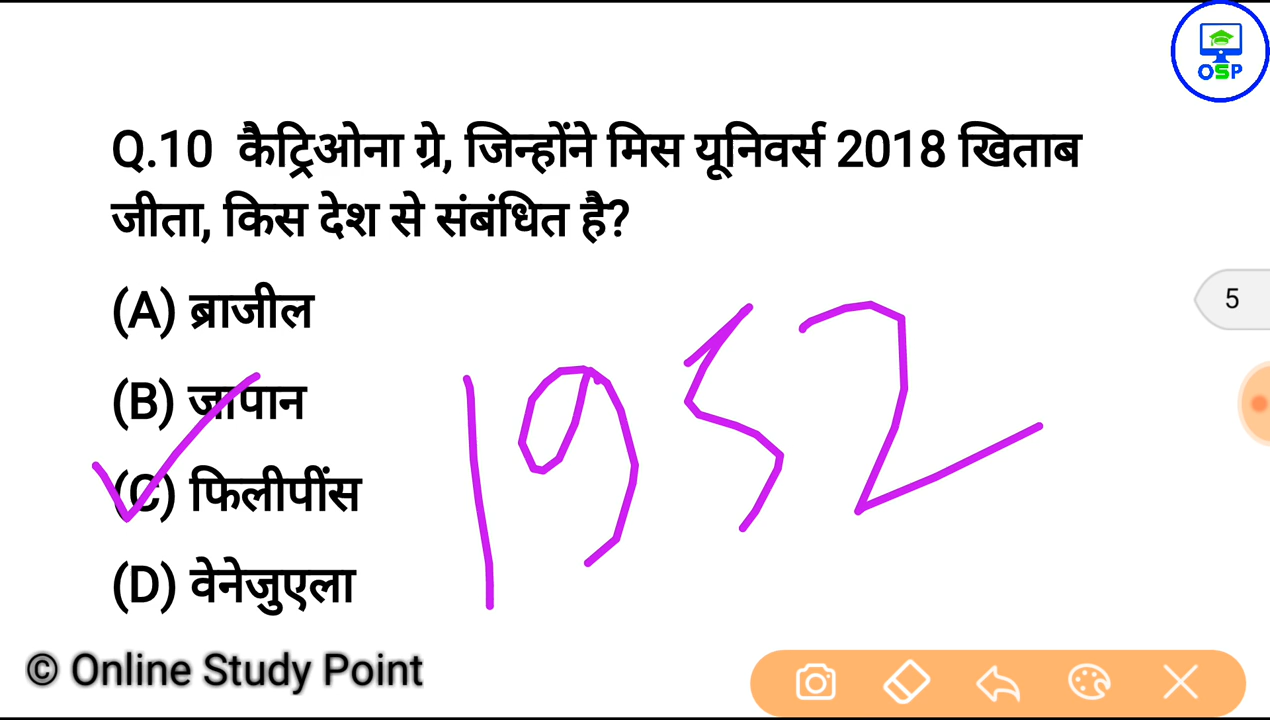 OSP
Q.10 कैट्रिओना ग्रे, जिन्होंने मिस यूनिवर्स 2018 खिताब
जीता, किस देश से संबंधित है?
(A) ब्राजील
(B) जापान
(C) फिलीपींस
(D) वेनेजुएला
1952
5
© Online Study Point